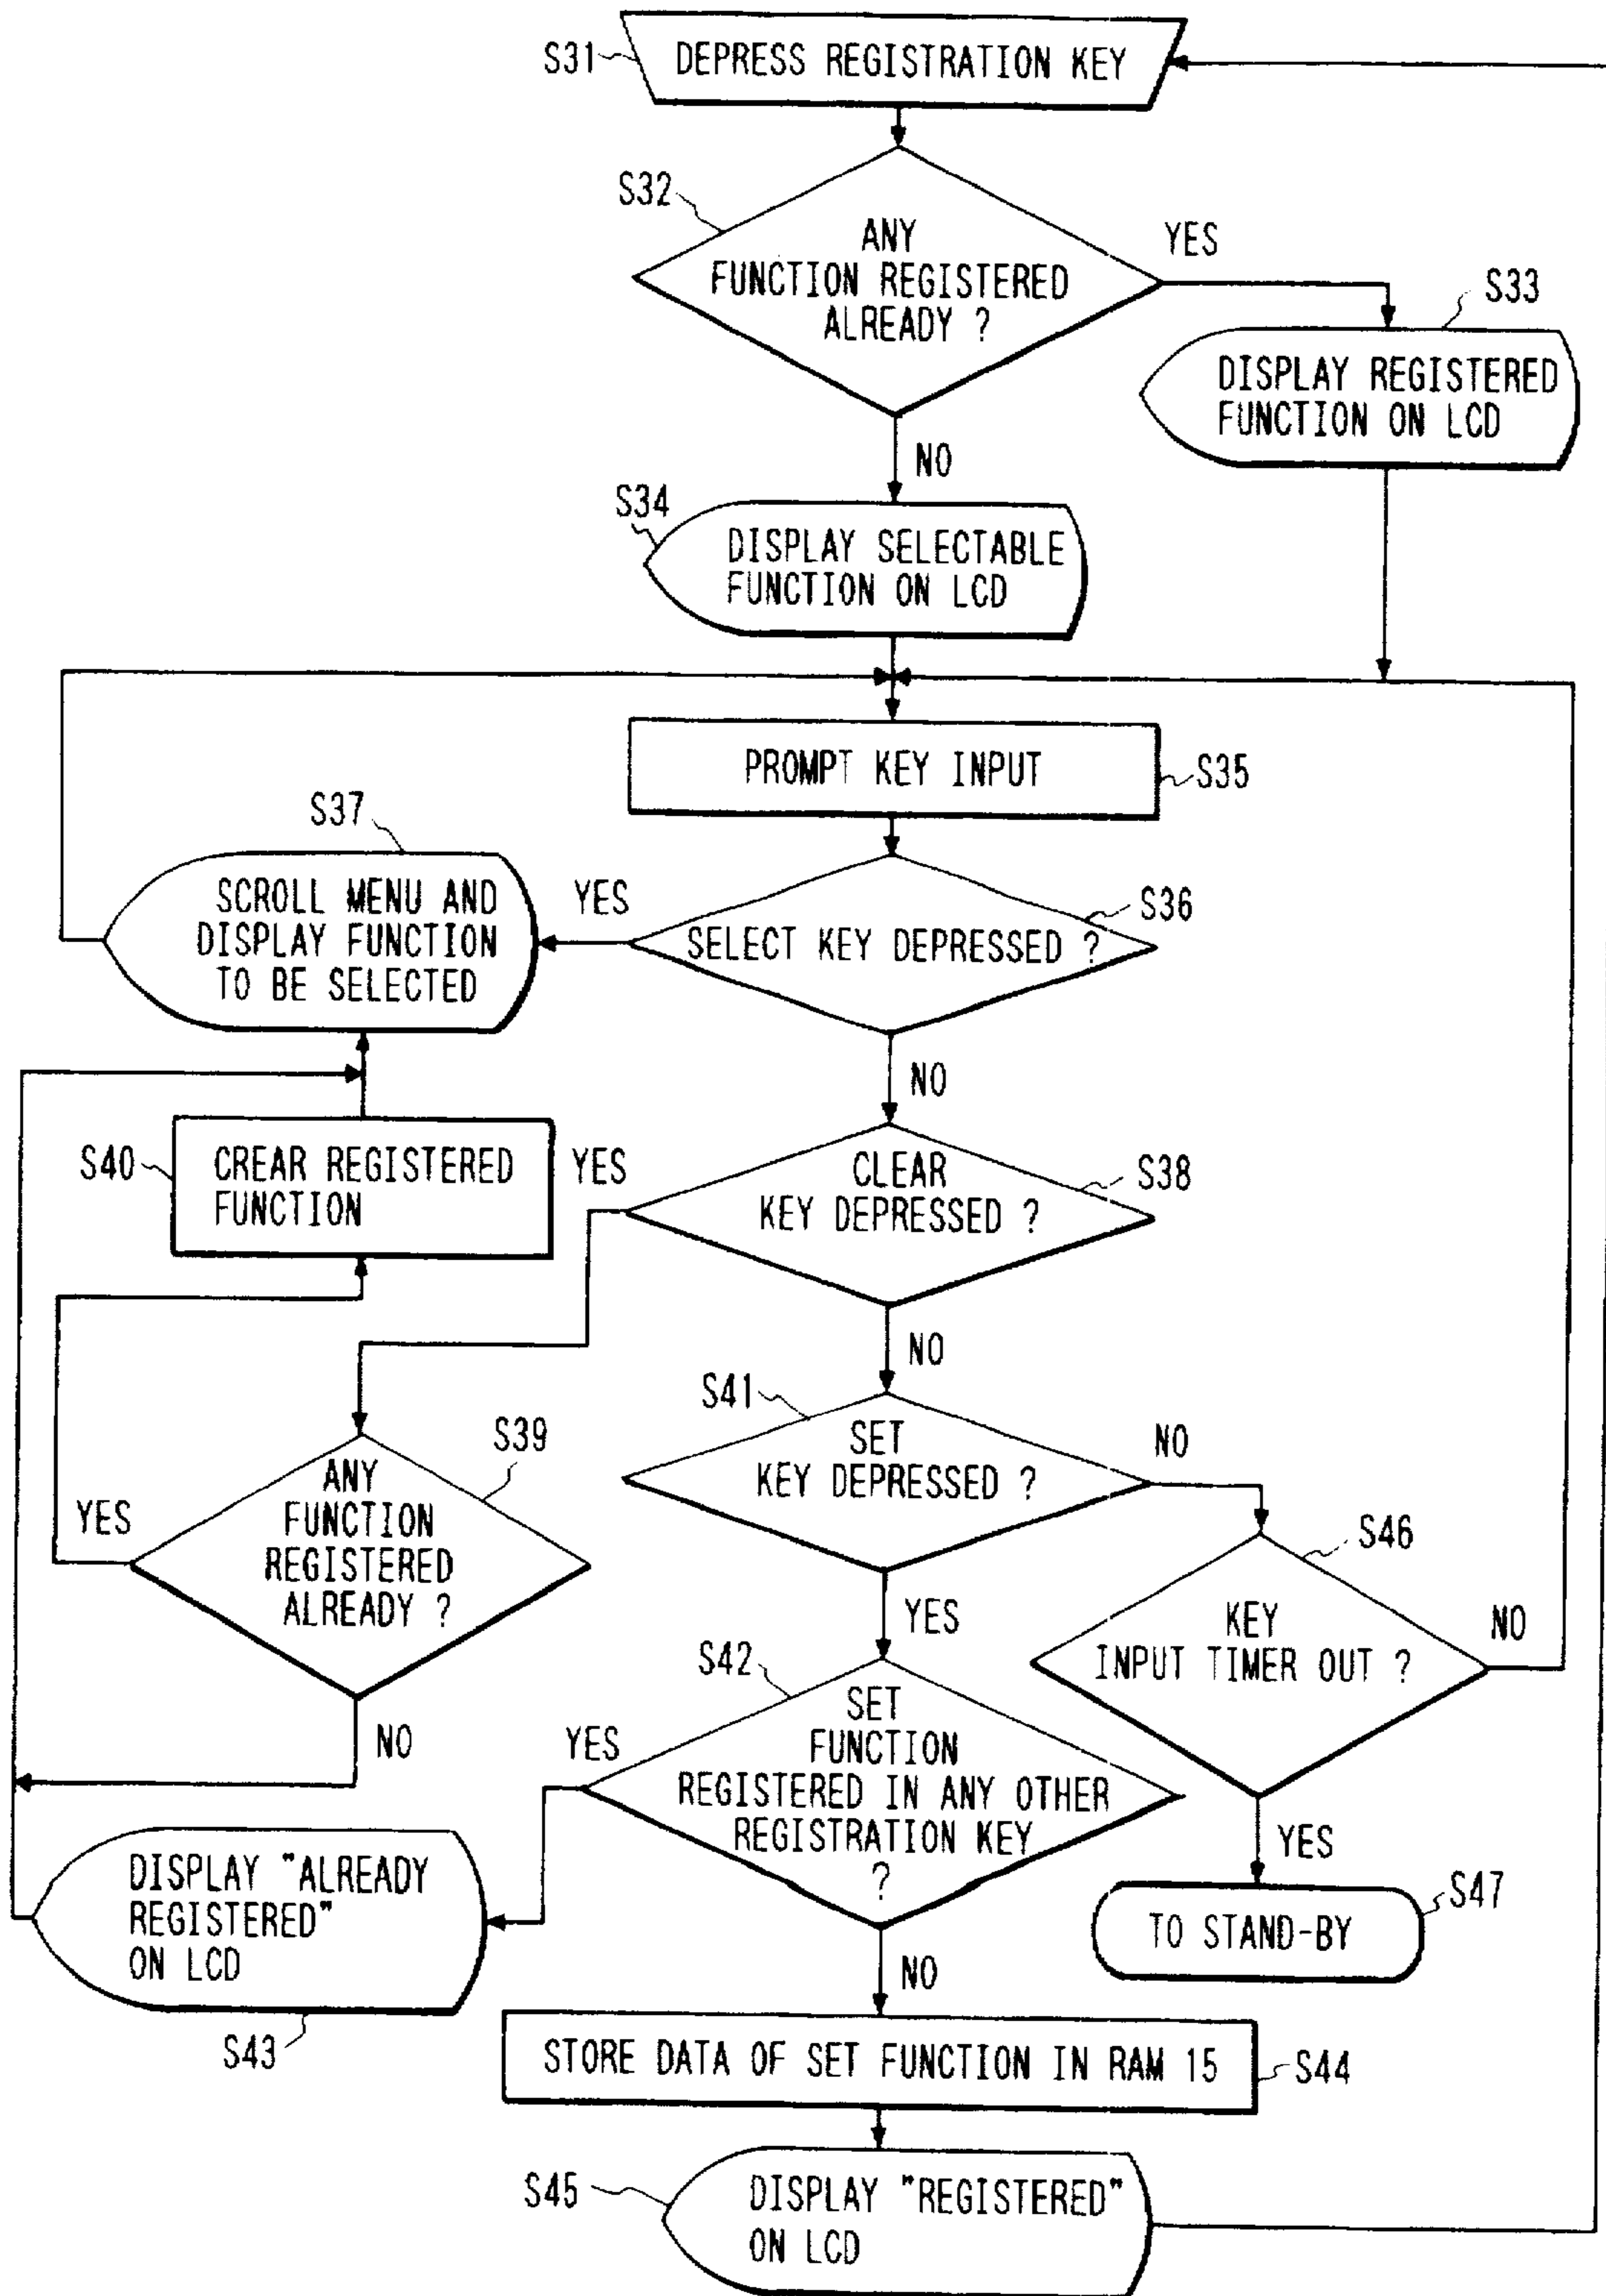 S31
DEPRESS REGISTRATION KEY
S32
ANY
FUNCTION REGISTERED
ALREADY ?
YES
S33
DISPLAY REGISTERED
FUNCTION ON LCD
NO
S34
DISPLAY SELECTABLE
FUNCTION ON LCD
PROMPT KEY INPUT
S35
S37
SCROLL MENU AND
DISPLAY FUNCTION
TO BE SELECTED
YES
S36
SELECT KEY DEPRESSED ?
NO
S40
CREAR REGISTERED
FUNCTION
YES
CLEAR
KEY DEPRESSED ?
S38
NO
S39
ANY
FUNCTION
REGISTERED
ALREADY ?
YES
NO
S41
SET
KEY DEPRESSED ?
NO
YES
S46
KEY
INPUT TIMER OUT ?
NO
YES
S47
TO STAND-BY
S42
SET
FUNCTION
REGISTERED IN ANY OTHER
REGISTRATION KEY
?
YES
NO
DISPLAY "ALREADY
REGISTERED"
ON LCD
S43
STORE DATA OF SET FUNCTION IN RAM 15
S44
S45
DISPLAY "REGISTERED"
ON LCD